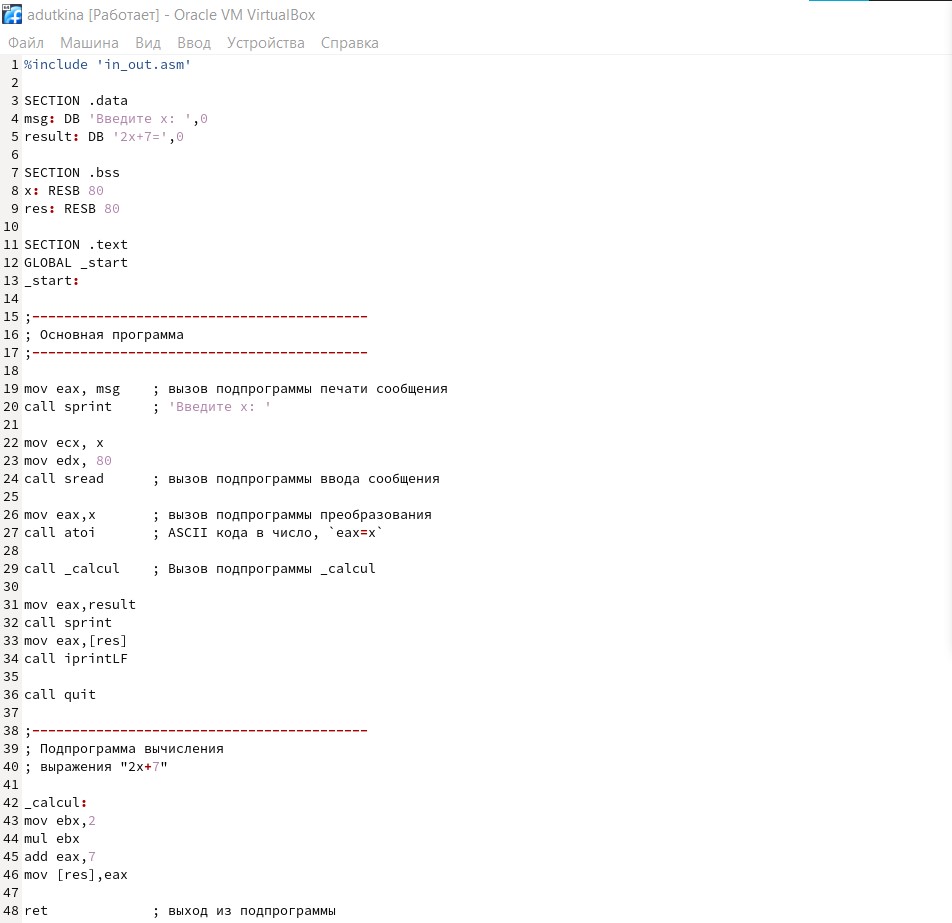 adutkina [Работает] - Oracle VM VirtualBox
Файл Машина Вид Ввод Устройства Справка
1 %include 'in_out.asm'
2
3 SECTION .data
4 msg: DB 'Введите x: ',0
5 result: DB '2x+7=',0
6
7 SECTION .bss
8 x: RESB 80
9 res: RESB 80
10
11 SECTION .text
12 GLOBAL _start
13 _start:
14
15 ;------------------------------------------
16 ; Основная программа
17 ;------------------------------------------
18
19 mov eax, msg    ; вызов подпрограммы печати сообщения
20 call sprint     ; 'Введите x: '
21
22 mov ecx, x
23 mov edx, 80
24 call sread      ; вызов подпрограммы ввода сообщения
25
26 mov eax,x       ; вызов подпрограммы преобразования
27 call atoi       ; ASCII кода в число, `eax=x`
28
29 call _calcul    ; Вызов подпрограммы _calcul
30
31 mov eax,result
32 call sprint
33 mov eax,[res]
34 call iprintLF
35
36 call quit
37
38 ;------------------------------------------
39 ; Подпрограмма вычисления
40 ; выражения "2x+7"
41
42 _calcul:
43 mov ebx,2
44 mul ebx
45 add eax,7
46 mov [res],eax
47
48 ret             ; выход из подпрограммы